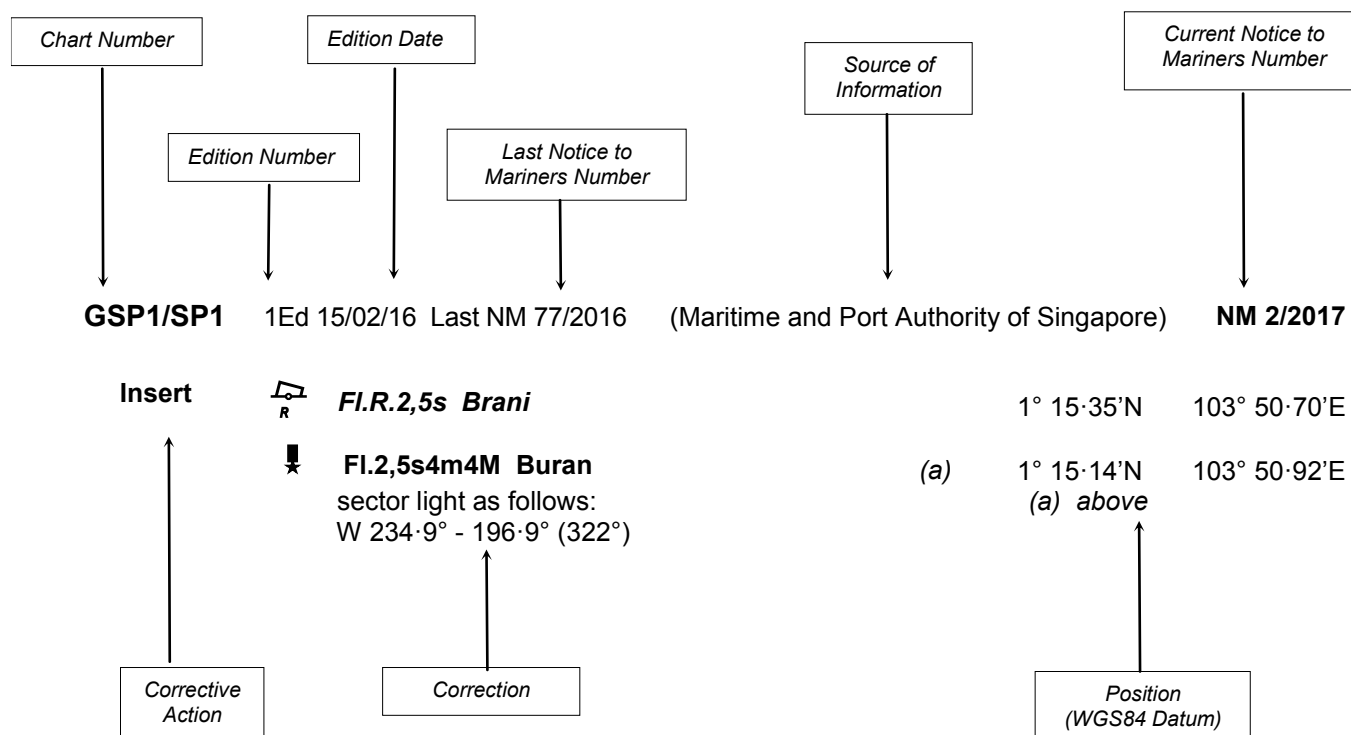 Chart Number
Edition Date
Source of
Information
Current Notice to
Mariners Number
Edition Number
Last Notice to
Mariners Number
GSP1/SP1 1Ed 15/02/16 Last NM 77/2016 (Maritime and Port Authority of Singapore) NM 2/2017
Insert R Fl.R.2,5s Brani 1° 15·35’N 103° 50·70’E
Fl.2,5s4m4M Buran (a) 1° 15·14’N 103° 50·92’E
sector light as follows: (a) above
W 234·9° - 196·9° (322°)
Corrective
Action
Correction
Position
(WGS84 Datum)